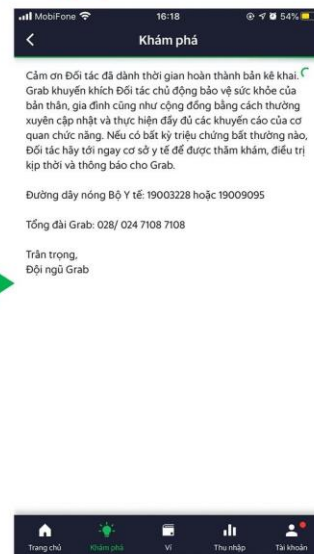 MobiFone 16:18 54%
Khám phá
Cảm ơn Đối tác đã dành thời gian hoàn thành bản kê khai.
Grab khuyến khích Đối tác chủ động bảo vệ sức khỏe của
bản thân, gia đình cũng như cộng đồng bằng cách thường
xuyên cập nhật và thực hiện đầy đủ các khuyến cáo của cơ
quan chức năng. Nếu có bất kỳ triệu chứng bất thường nào,
Đối tác hãy tới ngay cơ sở y tế để được thăm khám, điều trị
kịp thời và thông báo cho Grab.
Đường dây nóng Bộ Y tế: 19003228 hoặc 19009095
Tổng đài Grab: 028/ 024 7108 7108
Trân trọng,
Đội ngũ Grab
Trang chủ Khám phá Ví Thu nhập Tài khoản